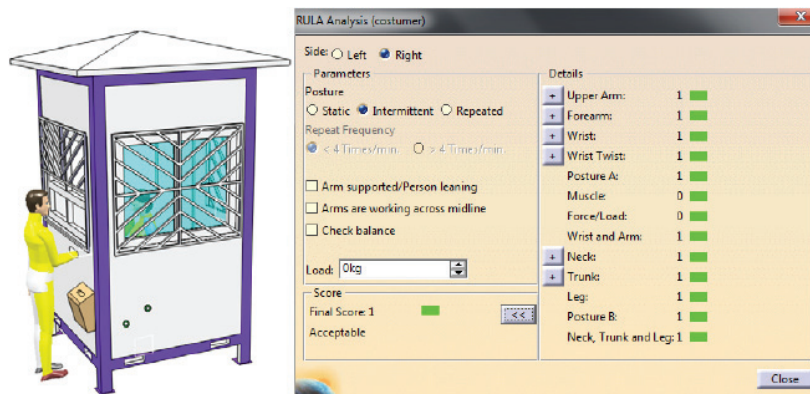 RULA Analysis (costumer)
X
Side: Left Right
Parameters
Posture
Static Intermittent Repeated
Repeat Frequency
< 4 Times/min. > 4 Times/min.
Arm supported/Person leaning
Arms are working across midline
Check balance
Load: 0kg
Score
Final Score: 1
<<
Acceptable
Details
+ Upper Arm: 1
+ Forearm: 1
+ Wrist: 1
+ Wrist Twist: 1
Posture A: 1
Muscle: 0
Force/Load: 0
Wrist and Arm: 1
+ Neck: 1
+ Trunk: 1
Leg: 1
Posture B: 1
Neck, Trunk and Leg: 1
Close